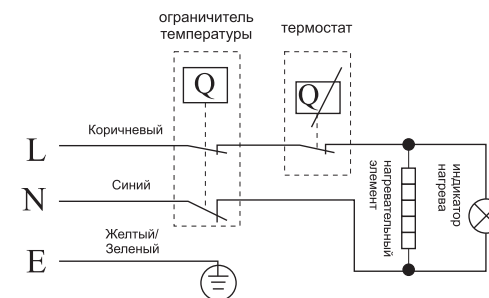 ограничитель
температуры
термостат
Q
Q
Коричневый
L
Синий
N
Желтый/
Зеленый
E
нагревательный
элемент
индикатор
нагрева